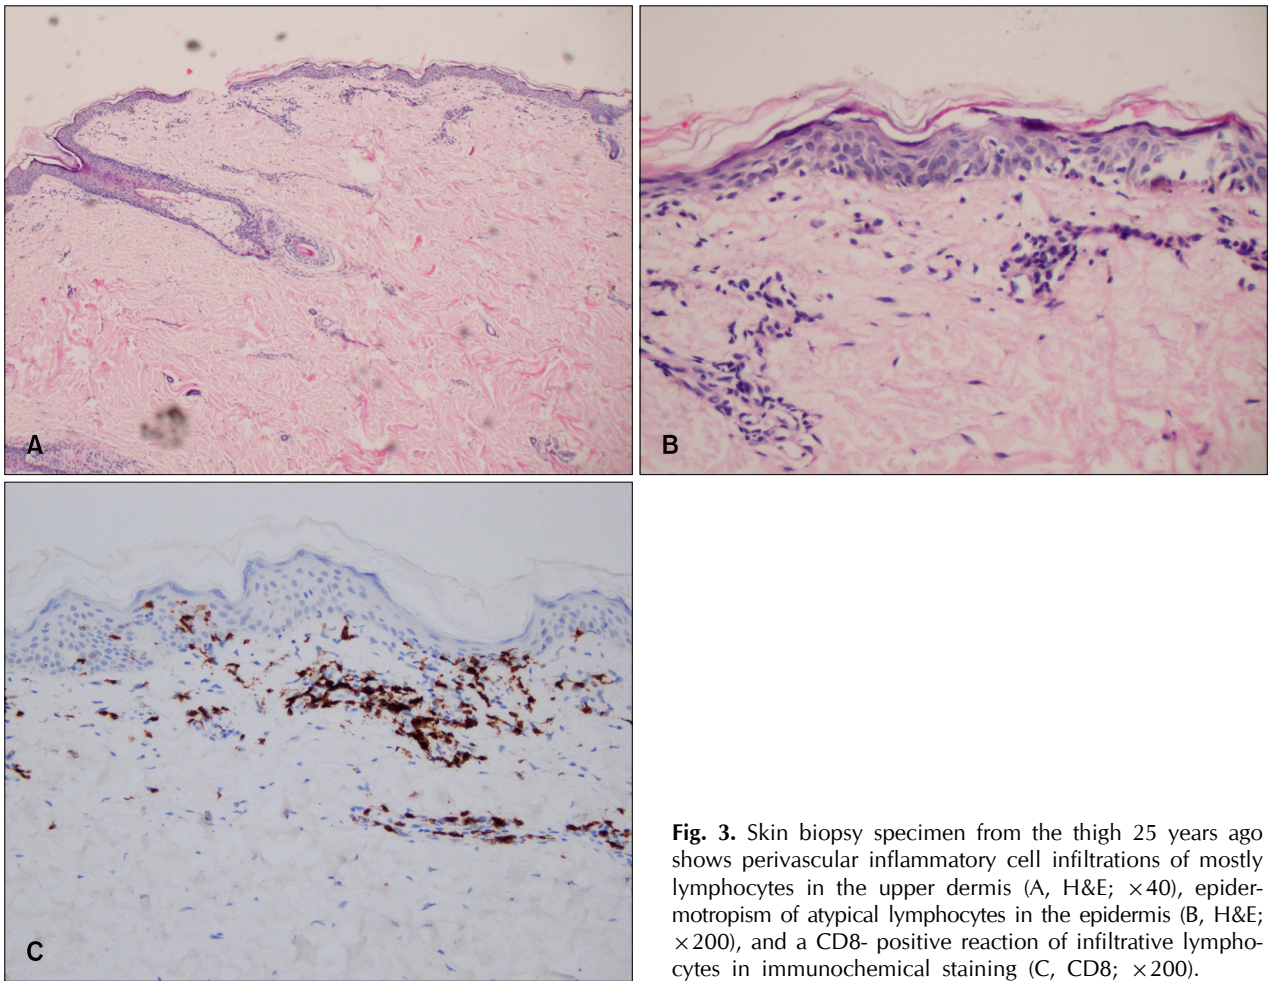 A
B
C
Fig. 3. Skin biopsy specimen from the thigh 25 years ago
shows perivascular inflammatory cell infiltrations of mostly
lymphocytes in the upper dermis (A, H&E; ×40), epider-
motropism of atypical lymphocytes in the epidermis (B, H&E;
×200), and a CD8- positive reaction of infiltrative lympho-
cytes in immunochemical staining (C, CD8; ×200).